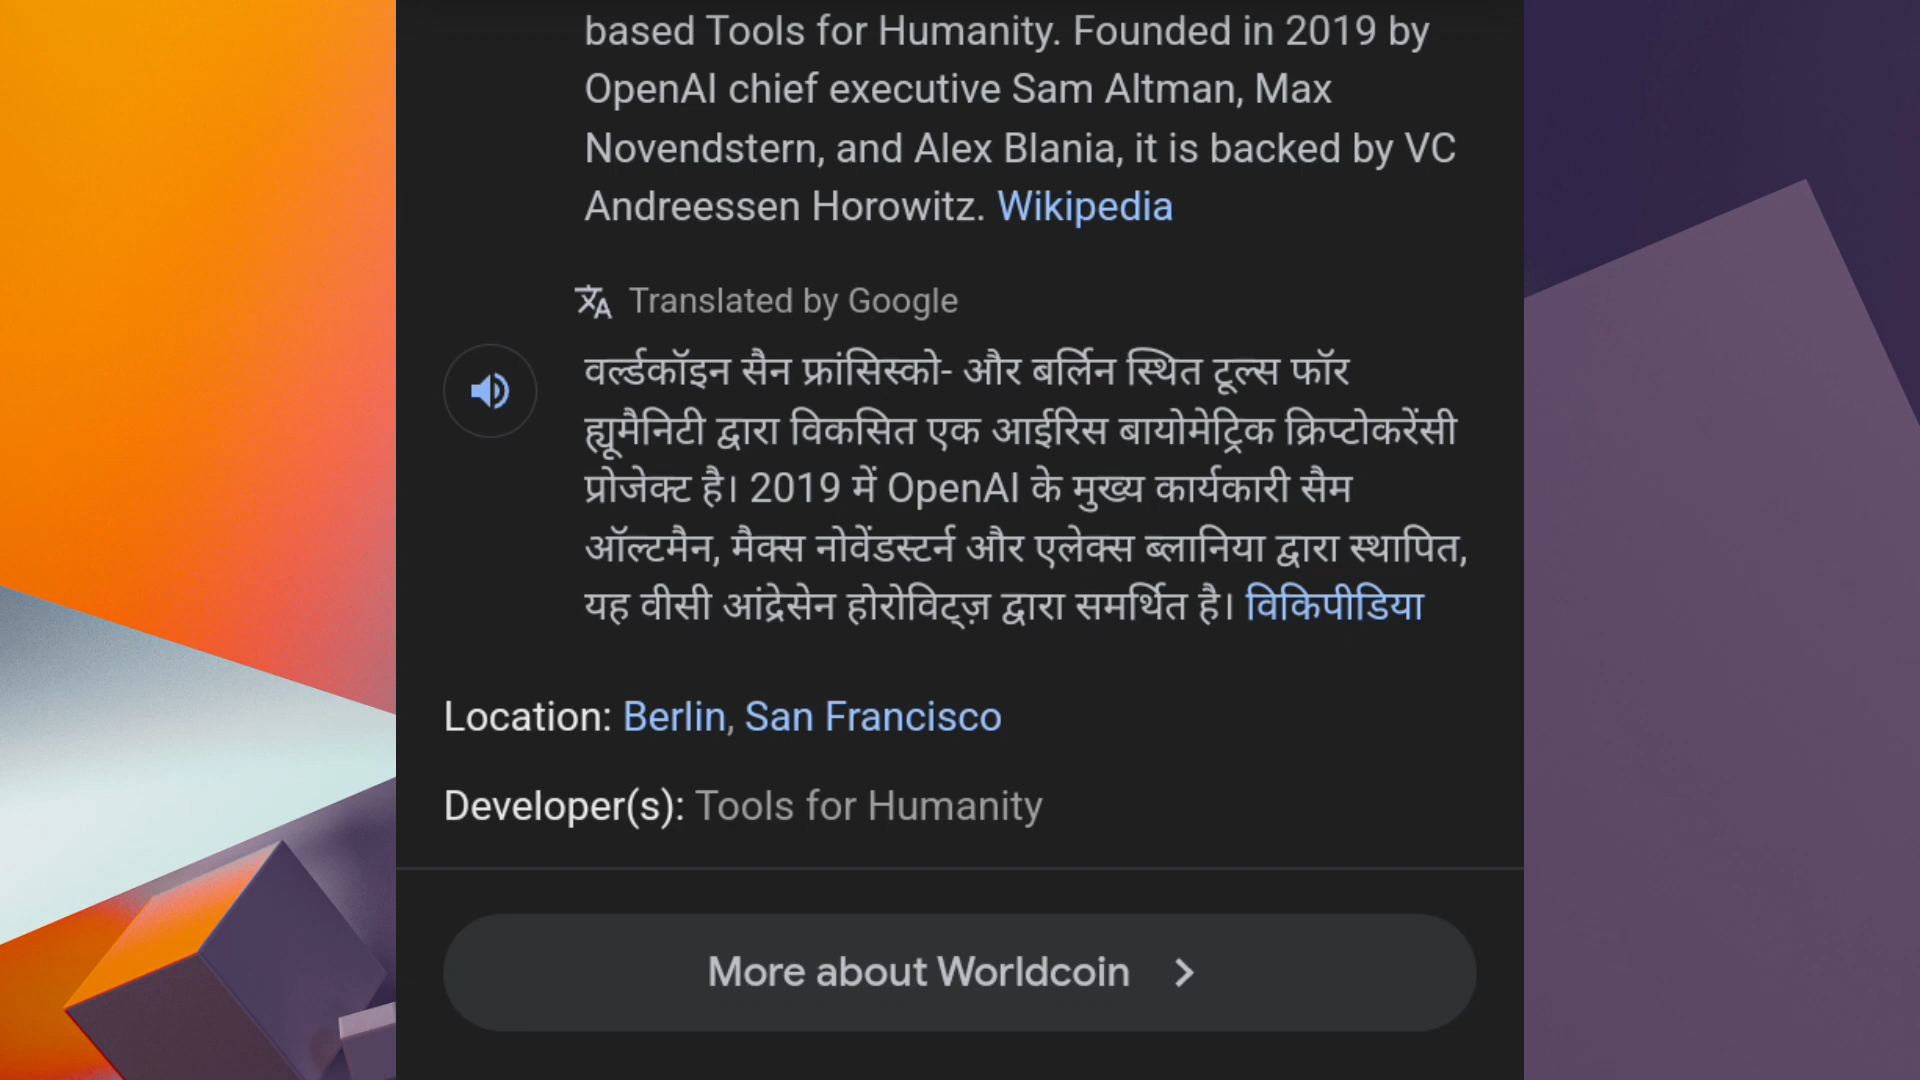 based Tools for Humanity. Founded in 2019 by
OpenAI chief executive Sam Altman, Max
Novendstern, and Alex Blania, it is backed by VC
Andreessen Horowitz. Wikipedia
Translated by Google
वर्ल्डकॉइन सैन फ्रांसिस्को- और बर्लिन स्थित टूल्स फॉर
ह्यूमैनिटी द्वारा विकसित एक आईरिस बायोमेट्रिक क्रिप्टोकरेंसी
प्रोजेक्ट है। 2019 में OpenAI के मुख्य कार्यकारी सैम
ऑल्टमैन, मैक्स नोवेंडस्टर्न और एलेक्स ब्लानिया द्वारा स्थापित,
यह वीसी आंद्रेसेन होरोविट्ज़ द्वारा समर्थित है। विकिपीडिया
Location: Berlin, San Francisco
Developer(s): Tools for Humanity
More about Worldcoin